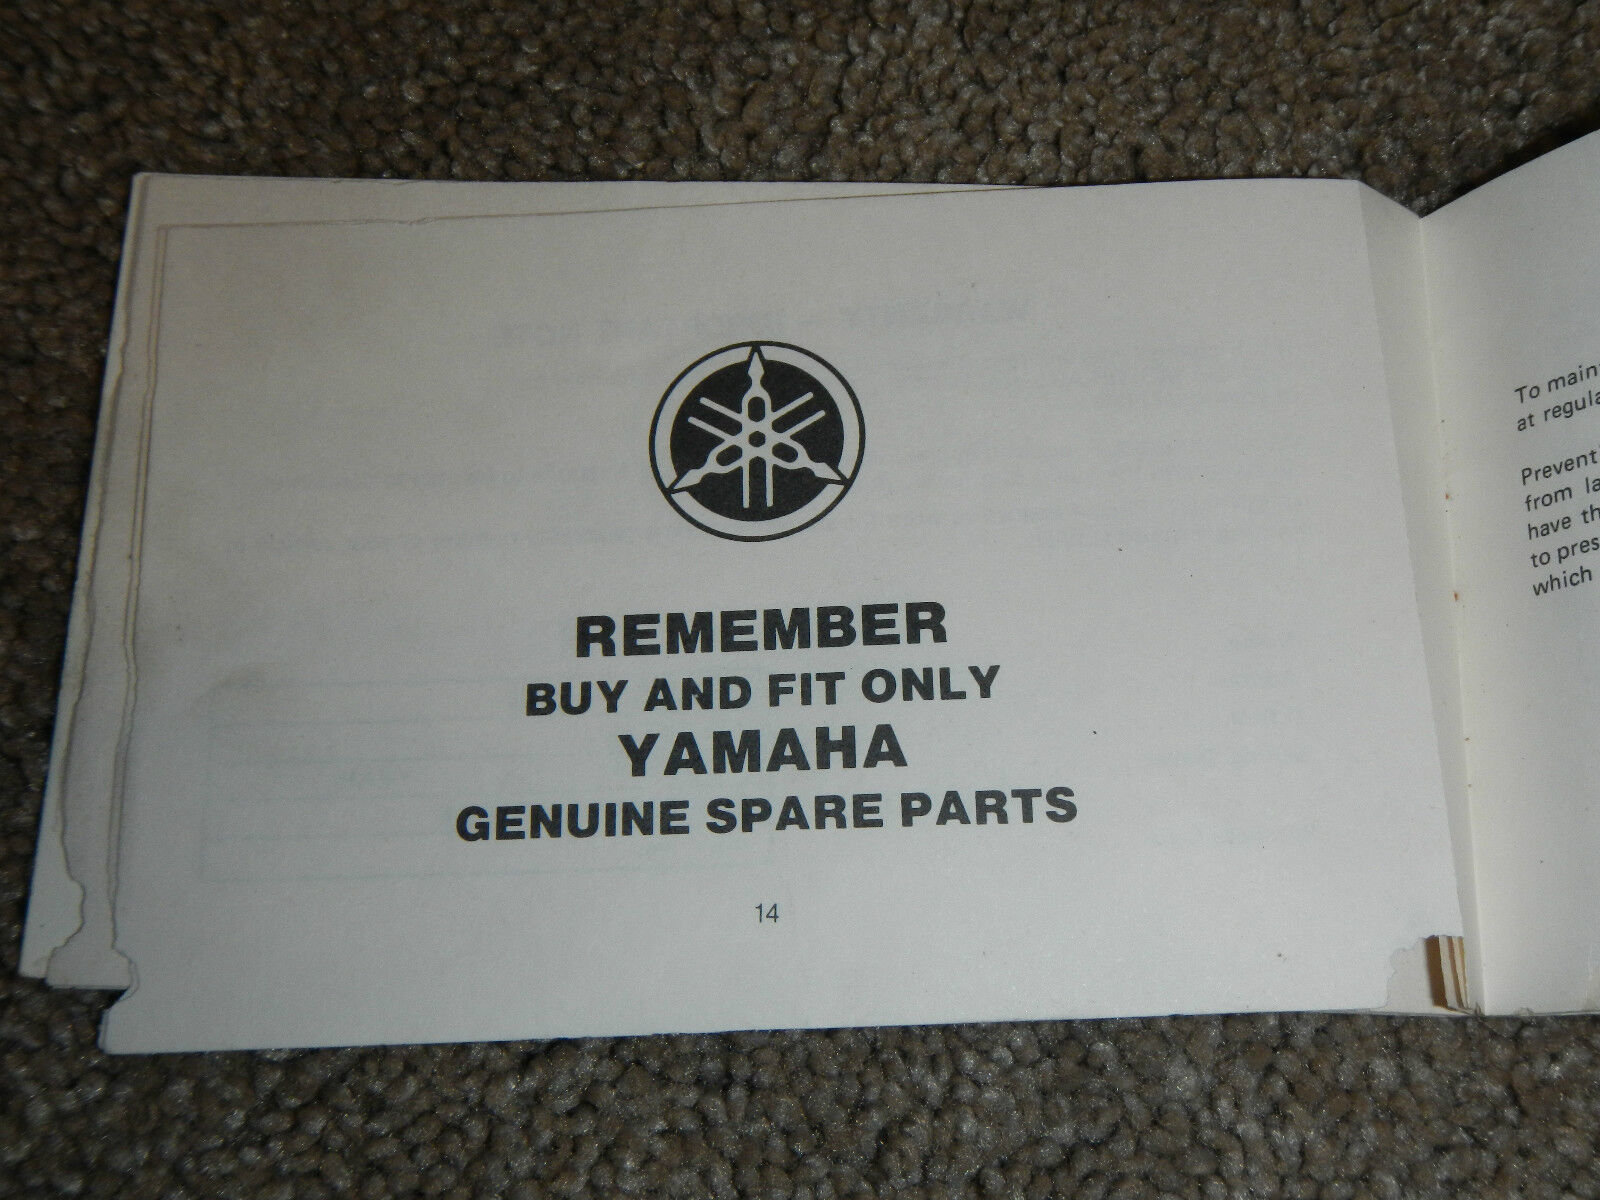 REMEMBER
BUY AND FIT ONLY
YAMAHA
GENUINE SPARE PARTS
14
To main
at regula
Prevent
from la
have th
to pres
which